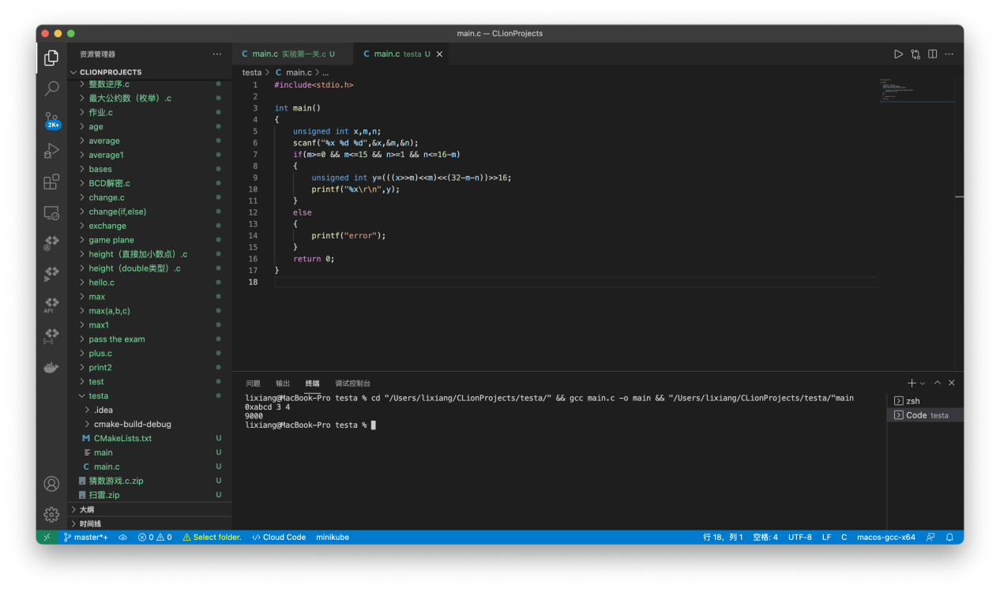 main.c — CLionProjects
资源管理器
CLIONPROJECTS
整数逆序.c
最大公约数（枚举）.c
作业.c
age
average
average1
bases
BCD解密.c
change.c
change(if,else)
exchange
game plane
height（直接加小数点）.c
height（double类型）.c
hello.c
max
max(a,b,c)
max1
pass the exam
plus.c
print2
test
testa
.idea
cmake-build-debug
M CMakeLists.txt U
main U
C main.c U
猜数游戏.c.zip U
扫雷.zip U
大纲
时间线
2K+
API
C main.c 实验第一关.c U
C main.c testa U
testa > C main.c > ...
1 #include<stdio.h>
2
3 int main()
4 {
5 unsigned int x,m,n;
6 scanf("%x %d %d",&x,&m,&n);
7 if(m>=0 && m<=15 && n>=1 && n<=16-m)
8 {
9 unsigned int y=(((x>>m)<<m)<<(32-m-n))>>16;
10 printf("%x\r\n",y);
11 }
12 else
13 {
14 printf("error");
15 }
16 return 0;
17 }
18
问题 输出 终端 调试控制台
lixiang@MacBook-Pro testa % cd "/Users/lixiang/CLionProjects/testa/" && gcc main.c -o main && "/Users/lixiang/CLionProjects/testa/"main
0xabcd 3 4
9000
lixiang@MacBook-Pro testa %
zsh
Code testa
master*+ 0 0 Select folder. Cloud Code minikube 行 18，列 1 空格: 4 UTF-8 LF C macos-gcc-x64